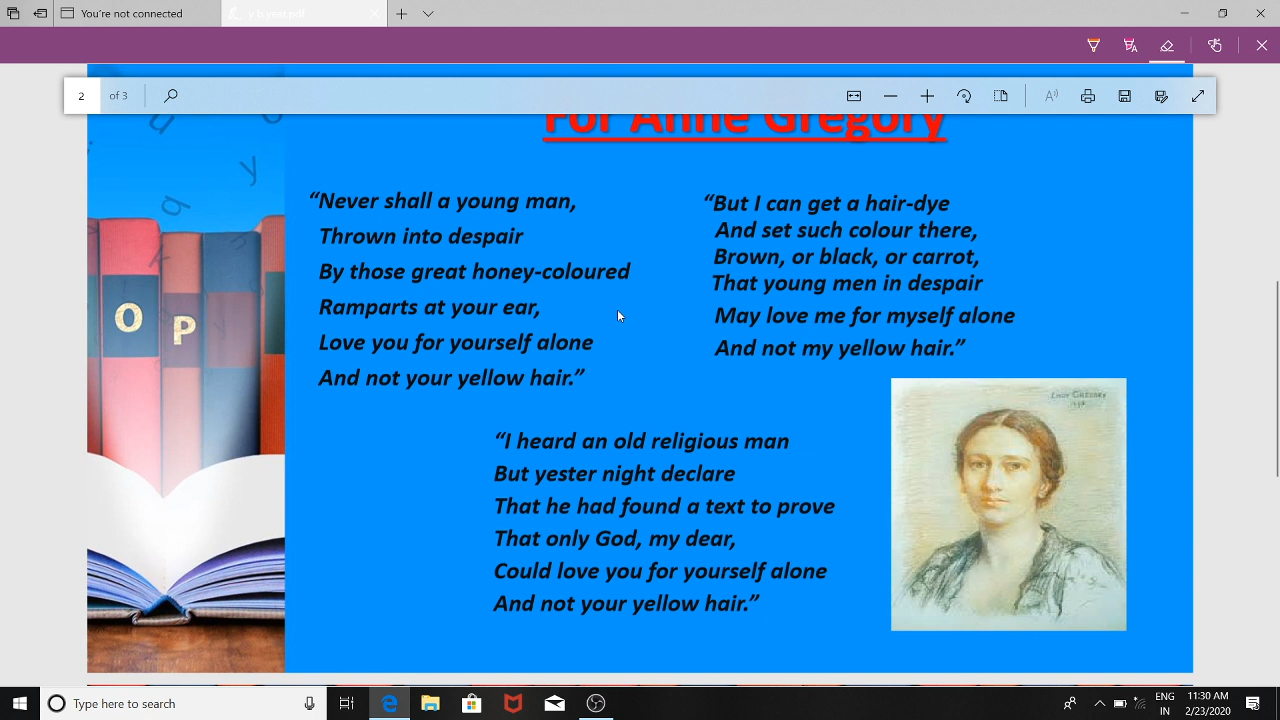 You're not connected
y b yeat.pdf
2 of 3
For Anne Gregory
“Never shall a young man,
Thrown into despair
By those great honey-coloured
Ramparts at your ear,
Love you for yourself alone
And not your yellow hair.”
“But I can get a hair-dye
And set such colour there,
Brown, or black, or carrot,
That young men in despair
May love me for myself alone
And not my yellow hair.”
“I heard an old religious man
But yester night declare
That he had found a text to prove
That only God, my dear,
Could love you for yourself alone
And not your yellow hair.”
O P
u
y
q
k
Type here to search
ENG
IN
11:30 AM
2/23/2020